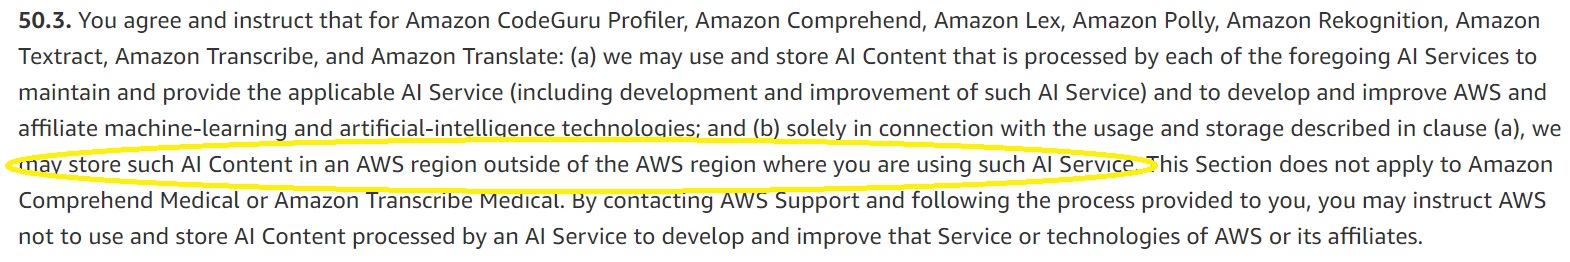 50.3. You agree and instruct that for Amazon CodeGuru Profiler, Amazon Comprehend, Amazon Lex, Amazon Polly, Amazon Rekognition, Amazon
Textract, Amazon Transcribe, and Amazon Translate: (a) we may use and store AI Content that is processed by each of the foregoing AI Services to
maintain and provide the applicable AI Service (including development and improvement of such AI Service) and to develop and improve AWS and
affiliate machine-learning and artificial-intelligence technologies; and (b) solely in connection with the usage and storage described in clause (a), we
may store such AI Content in an AWS region outside of the AWS region where you are using such AI Service. This Section does not apply to Amazon
Comprehend Medical or Amazon Transcribe Medical. By contacting AWS Support and following the process provided to you, you may instruct AWS
not to use and store AI Content processed by an AI Service to develop and improve that Service or technologies of AWS or its affiliates.